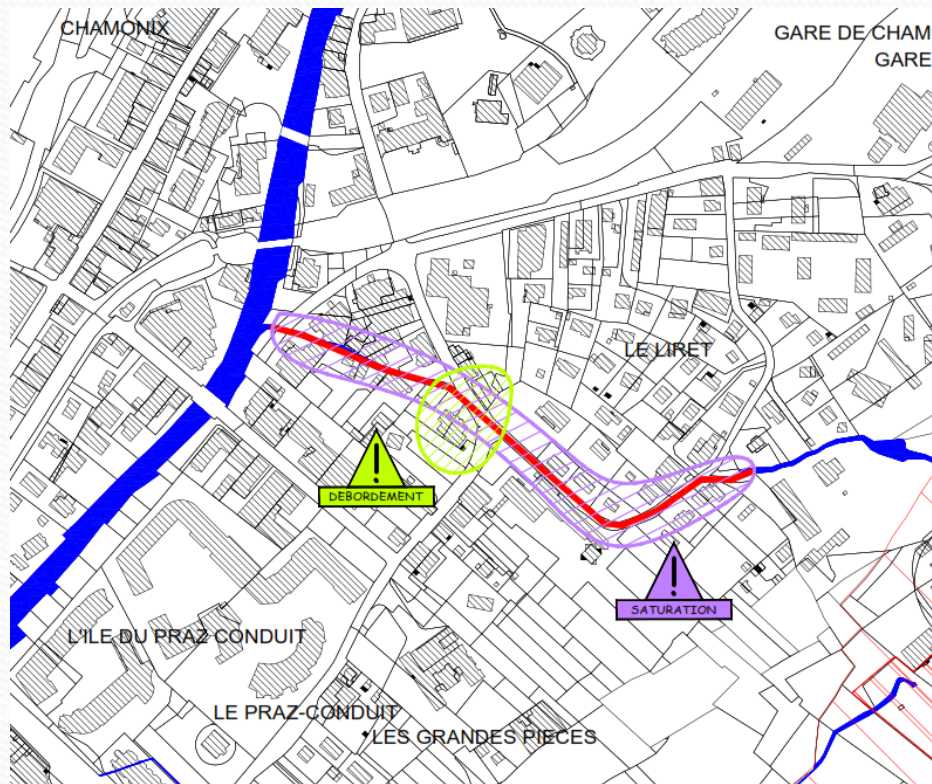 CHAMONIX
GARE DE CHAM
GARE
LE LIRET
DEBORDEMENT
SATURATION
L'ILE DU PRAZ CONDUIT
LE PRAZ-CONDUIT
LES GRANDES PIECES